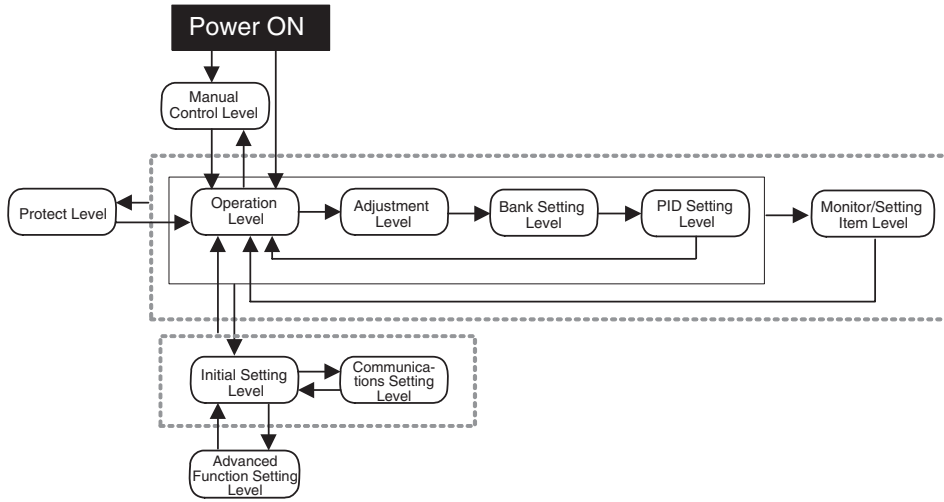 Power ON
Manual
Control Level
Protect Level
Operation
Level
Adjustment
Level
Bank Setting
Level
PID Setting
Level
Monitor/Setting
Item Level
Initial Setting
Level
Communica-
tions Setting
Level
Advanced
Function Setting
Level